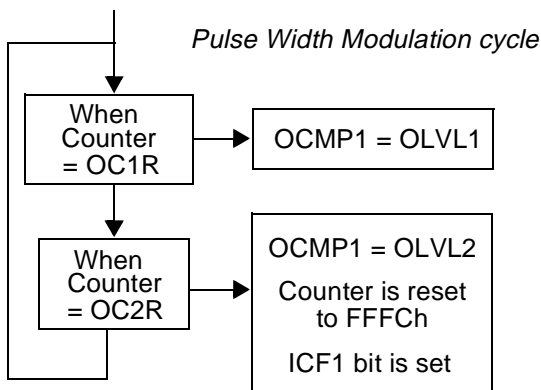 Pulse Width Modulation cycle
When
Counter
= OC1R
OCMP1 = OLVL1
When
Counter
= OC2R
OCMP1 = OLVL2
Counter is reset
to FFFCh
ICF1 bit is set